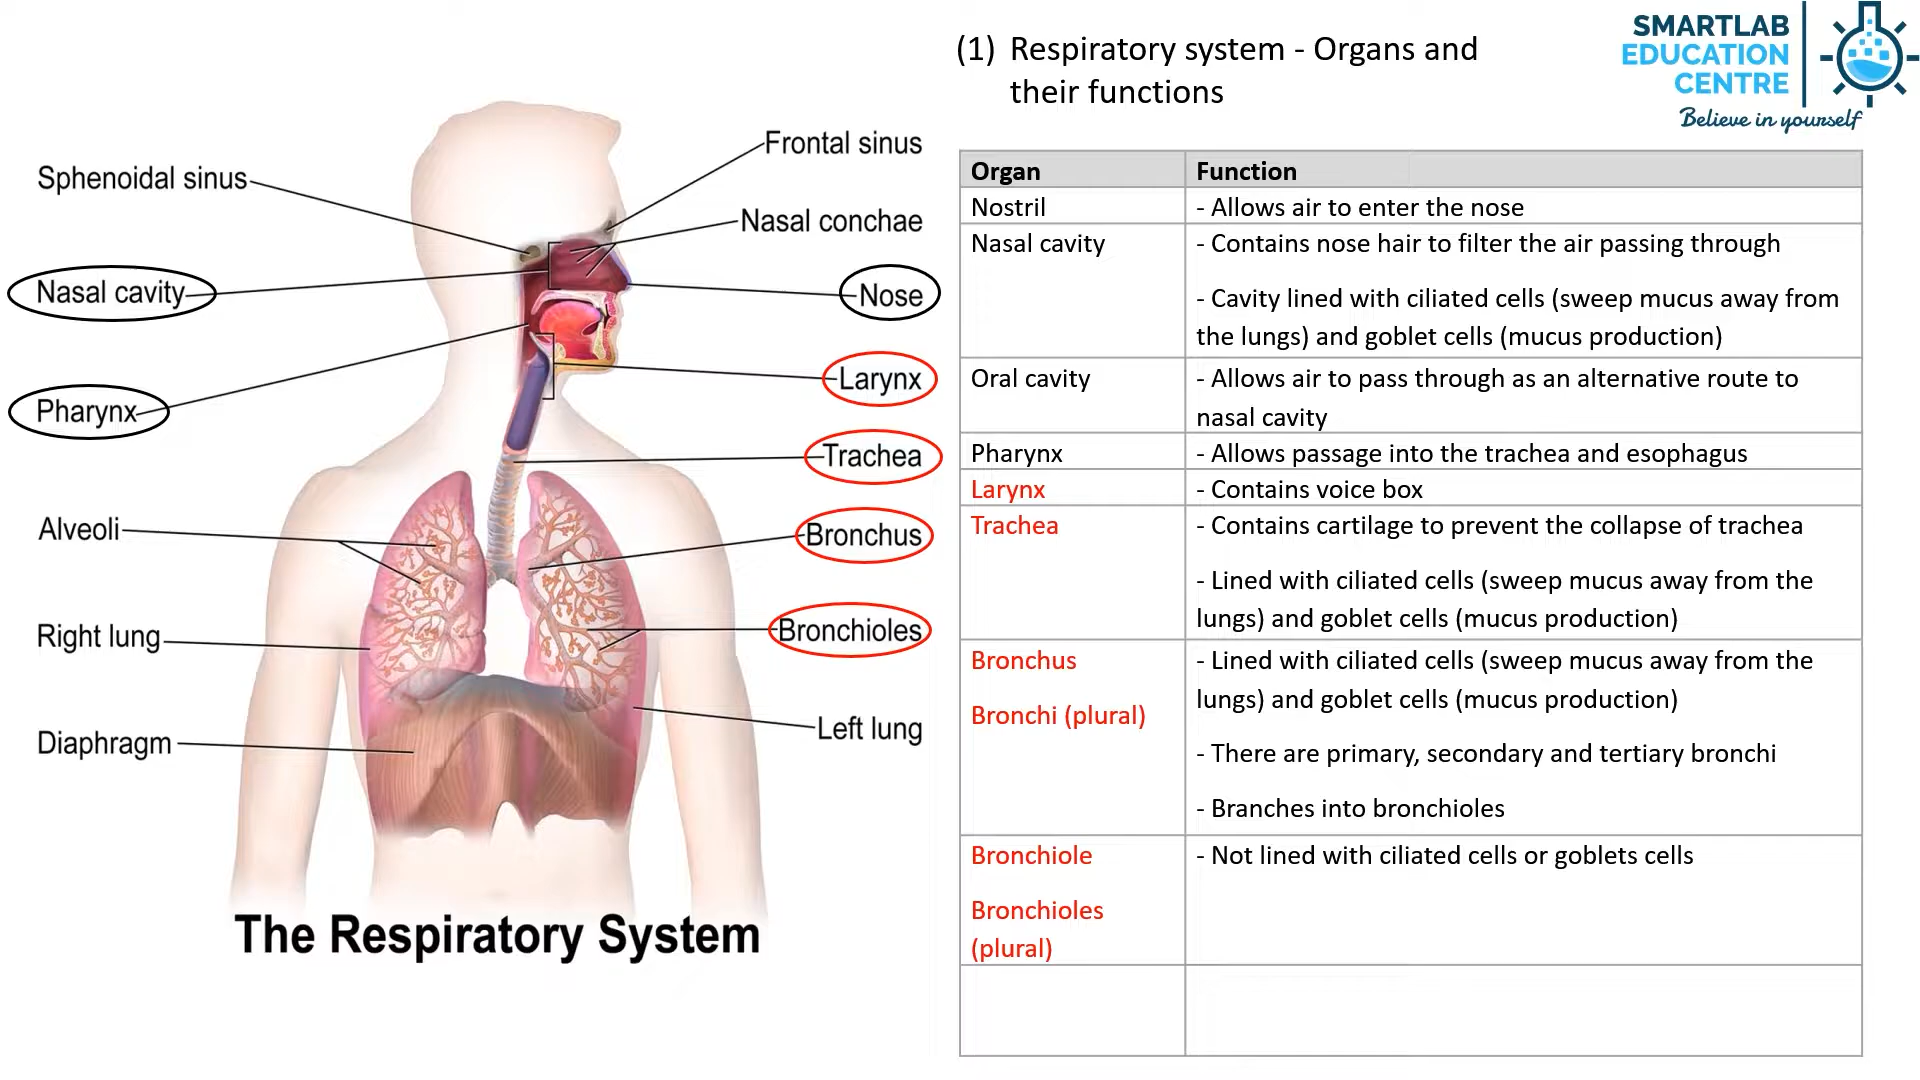 SMARTLAB
EDUCATION
CENTRE
Believe in yourself
(1) Respiratory system - Organs and
their functions
Sphenoidal sinus
Nasal cavity
Pharynx
Alveoli
Right lung
Diaphragm
Frontal sinus
Nasal conchae
Nose
Larynx
Trachea
Bronchus
Bronchioles
Left lung
The Respiratory System
Organ
Function
Nostril
- Allows air to enter the nose
Nasal cavity
- Contains nose hair to filter the air passing through
- Cavity lined with ciliated cells (sweep mucus away from
the lungs) and goblet cells (mucus production)
Oral cavity
- Allows air to pass through as an alternative route to
nasal cavity
Pharynx
- Allows passage into the trachea and esophagus
Larynx
- Contains voice box
Trachea
- Contains cartilage to prevent the collapse of trachea
- Lined with ciliated cells (sweep mucus away from the
lungs) and goblet cells (mucus production)
Bronchus
Bronchi (plural)
- Lined with ciliated cells (sweep mucus away from the
lungs) and goblet cells (mucus production)
- There are primary, secondary and tertiary bronchi
- Branches into bronchioles
Bronchiole
Bronchioles
(plural)
- Not lined with ciliated cells or goblets cells